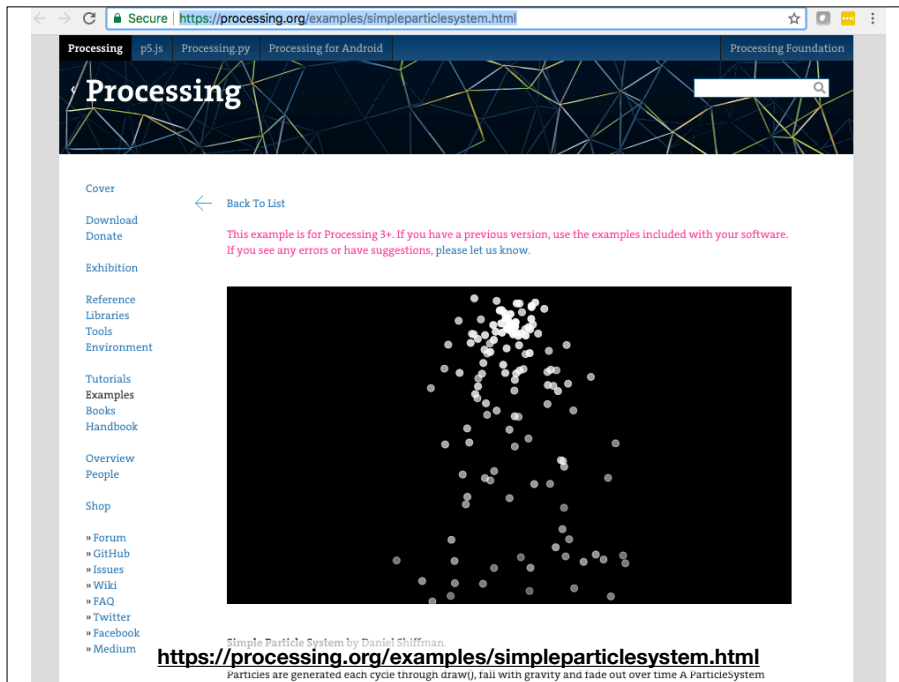 Secure | https://processing.org/examples/simpleparticlesystem.html
Processing p5.js Processing.py Processing for Android Processing Foundation
Processing
Cover
Download
Donate
Exhibition
Reference
Libraries
Tools
Environment
Tutorials
Examples
Books
Handbook
Overview
People
Shop
» Forum
» GitHub
» Issues
» Wiki
» FAQ
» Twitter
» Facebook
» Medium
Back To List
This example is for Processing 3+. If you have a previous version, use the examples included with your software.
If you see any errors or have suggestions, please let us know.
Simple Particle System by Daniel Shiffman.
https://processing.org/examples/simpleparticlesystem.html
Particles are generated each cycle through draw(), fall with gravity and fade out over time A ParticleSystem